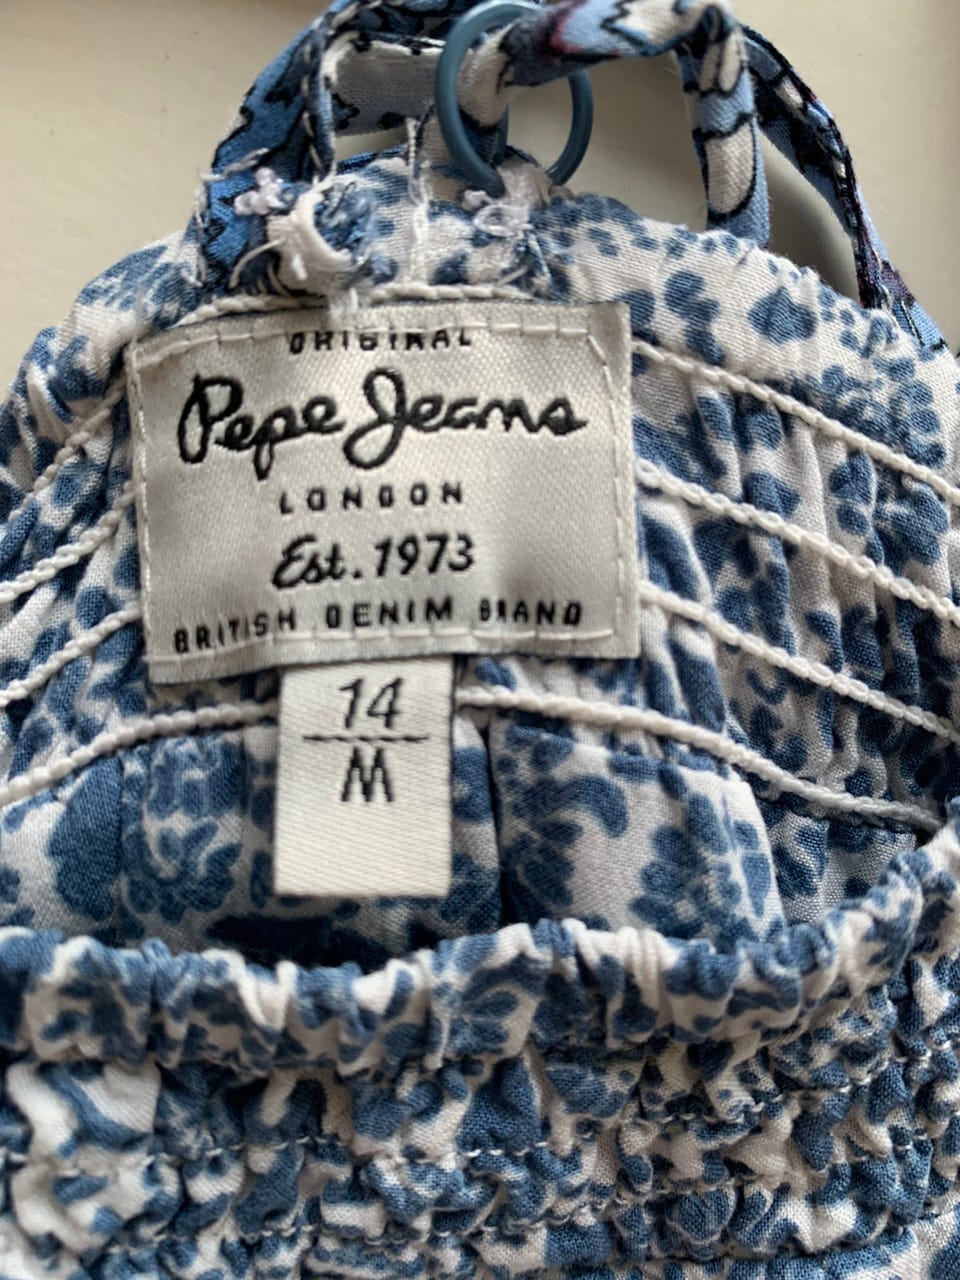 ORIGINAL
Pepe Jeans
LONDON
Est. 1973
BRITISH DENIM BRAND
14
M